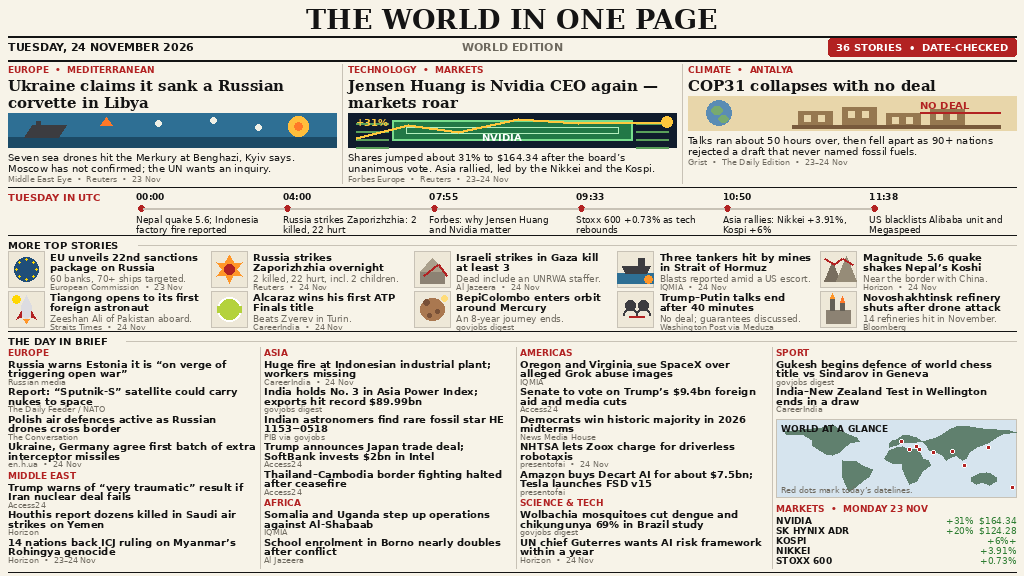 THE WORLD IN ONE PAGE
TUESDAY, 24 NOVEMBER 2026
WORLD EDITION
36 STORIES • DATE-CHECKED
EUROPE • MEDITERRANEAN
Ukraine claims it sank a Russian
corvette in Libya
Seven sea drones hit the Merkury at Benghazi, Kyiv says.
Moscow has not confirmed; the UN wants an inquiry.
Middle East Eye • Reuters • 23 Nov
TECHNOLOGY • MARKETS
Jensen Huang is Nvidia CEO again —
markets roar
+31%
NVIDIA
Shares jumped about 31% to $164.34 after the board's
unanimous vote. Asia rallied, led by the Nikkei and the Kospi.
Forbes Europe • Reuters • 23–24 Nov
CLIMATE • ANTALYA
COP31 collapses with no deal
NO DEAL
Talks ran about 50 hours over, then fell apart as 90+ nations
rejected a draft that never named fossil fuels.
Grist • The Daily Edition • 23–24 Nov
TUESDAY IN UTC
00:00
Nepal quake 5.6; Indonesia
factory fire reported
04:00
Russia strikes Zaporizhzhia: 2
killed, 22 hurt
07:55
Forbes: why Jensen Huang
and Nvidia matter
09:33
Stoxx 600 +0.73% as tech
rebounds
10:50
Asia rallies: Nikkei +3.91%,
Kospi +6%
11:38
US blacklists Alibaba unit and
Megaspeed
MORE TOP STORIES
EU unveils 22nd sanctions
package on Russia
60 banks, 70+ ships targeted.
European Commission • 23 Nov
Russia strikes
Zaporizhzhia overnight
2 killed, 22 hurt, incl. 2 children.
Reuters • 24 Nov
Israeli strikes in Gaza kill
at least 3
Dead include an UNRWA staffer.
Al Jazeera • 24 Nov
Three tankers hit by mines
in Strait of Hormuz
Blasts reported amid a US escort.
IQMIA • 24 Nov
Magnitude 5.6 quake
shakes Nepal's Koshi
Near the border with China.
Horizon • 24 Nov
Tiangong opens to its first
foreign astronaut
Zeeshan Ali of Pakistan aboard.
Straits Times • 24 Nov
Alcaraz wins his first ATP
Finals title
Beats Zverev in Turin.
CareerIndia • 24 Nov
BepiColombo enters orbit
around Mercury
An 8-year journey ends.
govjobs digest
Trump–Putin talks end
after 40 minutes
No deal; guarantees discussed.
Washington Post via Meduza
Novoshakhtinsk refinery
shuts after drone attack
14 refineries hit in November.
Bloomberg
THE DAY IN BRIEF
EUROPE
Russia warns Estonia it is “on verge of
triggering open war”
Russian media
Report: “Sputnik-S” satellite could carry
nukes to space
The Daily Feeder / NATO
Polish air defences active as Russian
drones cross border
The Conversation
Ukraine, Germany agree first batch of extra
interceptor missiles
en.h.ua • 24 Nov
MIDDLE EAST
Trump warns of “very traumatic” result if
Iran nuclear deal fails
Access24
Houthis report dozens killed in Saudi air
strikes on Yemen
Horizon
14 nations back ICJ ruling on Myanmar's
Rohingya genocide
Horizon • 23–24 Nov
ASIA
Huge fire at Indonesian industrial plant;
workers missing
CareerIndia • 24 Nov
India holds No. 3 in Asia Power Index;
exports hit record $89.99bn
govjobs digest
Indian astronomers find rare fossil star HE
1153−0518
PIB via govjobs
Trump announces Japan trade deal;
SoftBank invests $2bn in Intel
Access24
Thailand–Cambodia border fighting halted
after ceasefire
Access24
AFRICA
Somalia and Uganda step up operations
against Al-Shabaab
IQMIA
School enrolment in Borno nearly doubles
after conflict
Al Jazeera
AMERICAS
Oregon and Virginia sue SpaceX over
alleged Grok abuse images
IQMIA
Senate to vote on Trump's $9.4bn foreign
aid and media cuts
Access24
Democrats win historic majority in 2026
midterms
News Media House
NHTSA lets Zoox charge for driverless
robotaxis
presentofai • 24 Nov
Amazon buys Decart AI for about $7.5bn;
Tesla launches FSD v15
presentofai
SCIENCE & TECH
Wolbachia mosquitoes cut dengue and
chikungunya 69% in Brazil study
govjobs digest
UN chief Guterres wants AI risk framework
within a year
Horizon • 24 Nov
SPORT
Gukesh begins defence of world chess
title vs Sindarov in Geneva
govjobs digest
India–New Zealand Test in Wellington
ends in a draw
CareerIndia
WORLD AT A GLANCE
Red dots mark today's datelines.
MARKETS • MONDAY 23 NOV
NVIDIA +31% $164.34
SK HYNIX ADR +20% $124.28
KOSPI +6%+
NIKKEI +3.91%
STOXX 600 +0.73%